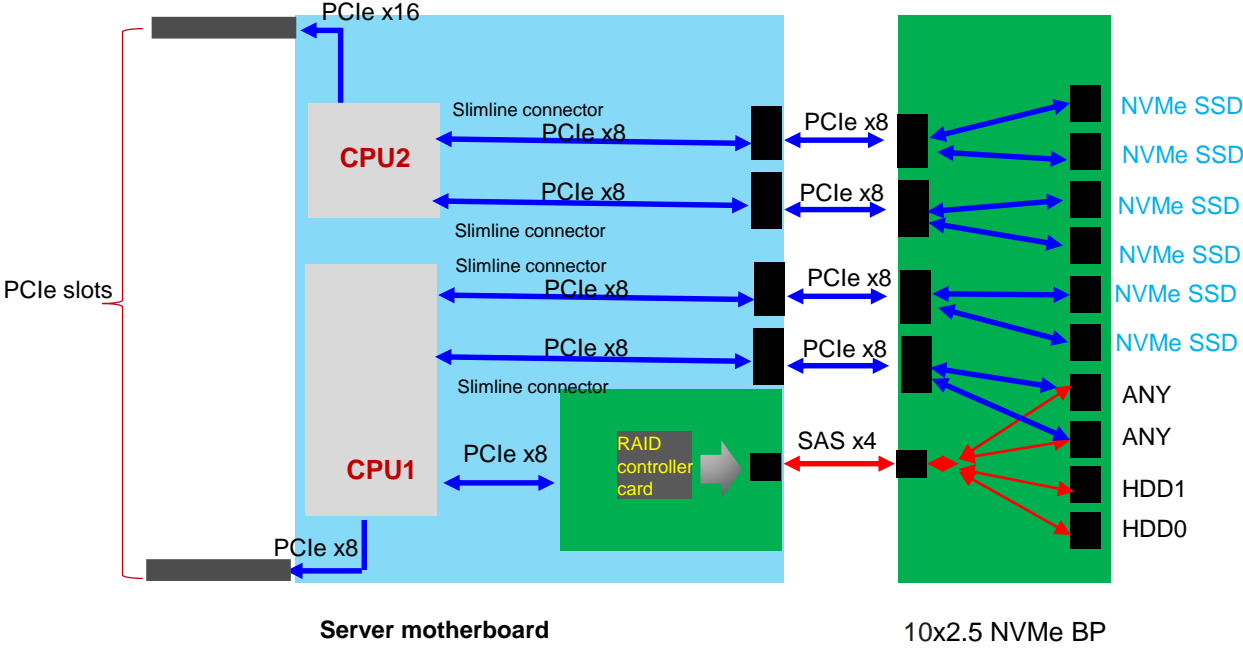 PCIe x16
Slimline connector
PCIe x8
PCIe x8
NVMe SSD
CPU2
NVMe SSD
PCIe x8
PCIe x8
NVMe SSD
Slimline connector
NVMe SSD
Slimline connector
PCIe x8
PCIe x8
NVMe SSD
PCIe slots
PCIe x8
PCIe x8
NVMe SSD
Slimline connector
ANY
ANY
CPU1
PCIe x8
RAID
controller
card
SAS x4
HDD1
HDD0
PCIe x8
Server motherboard
10x2.5 NVMe BP